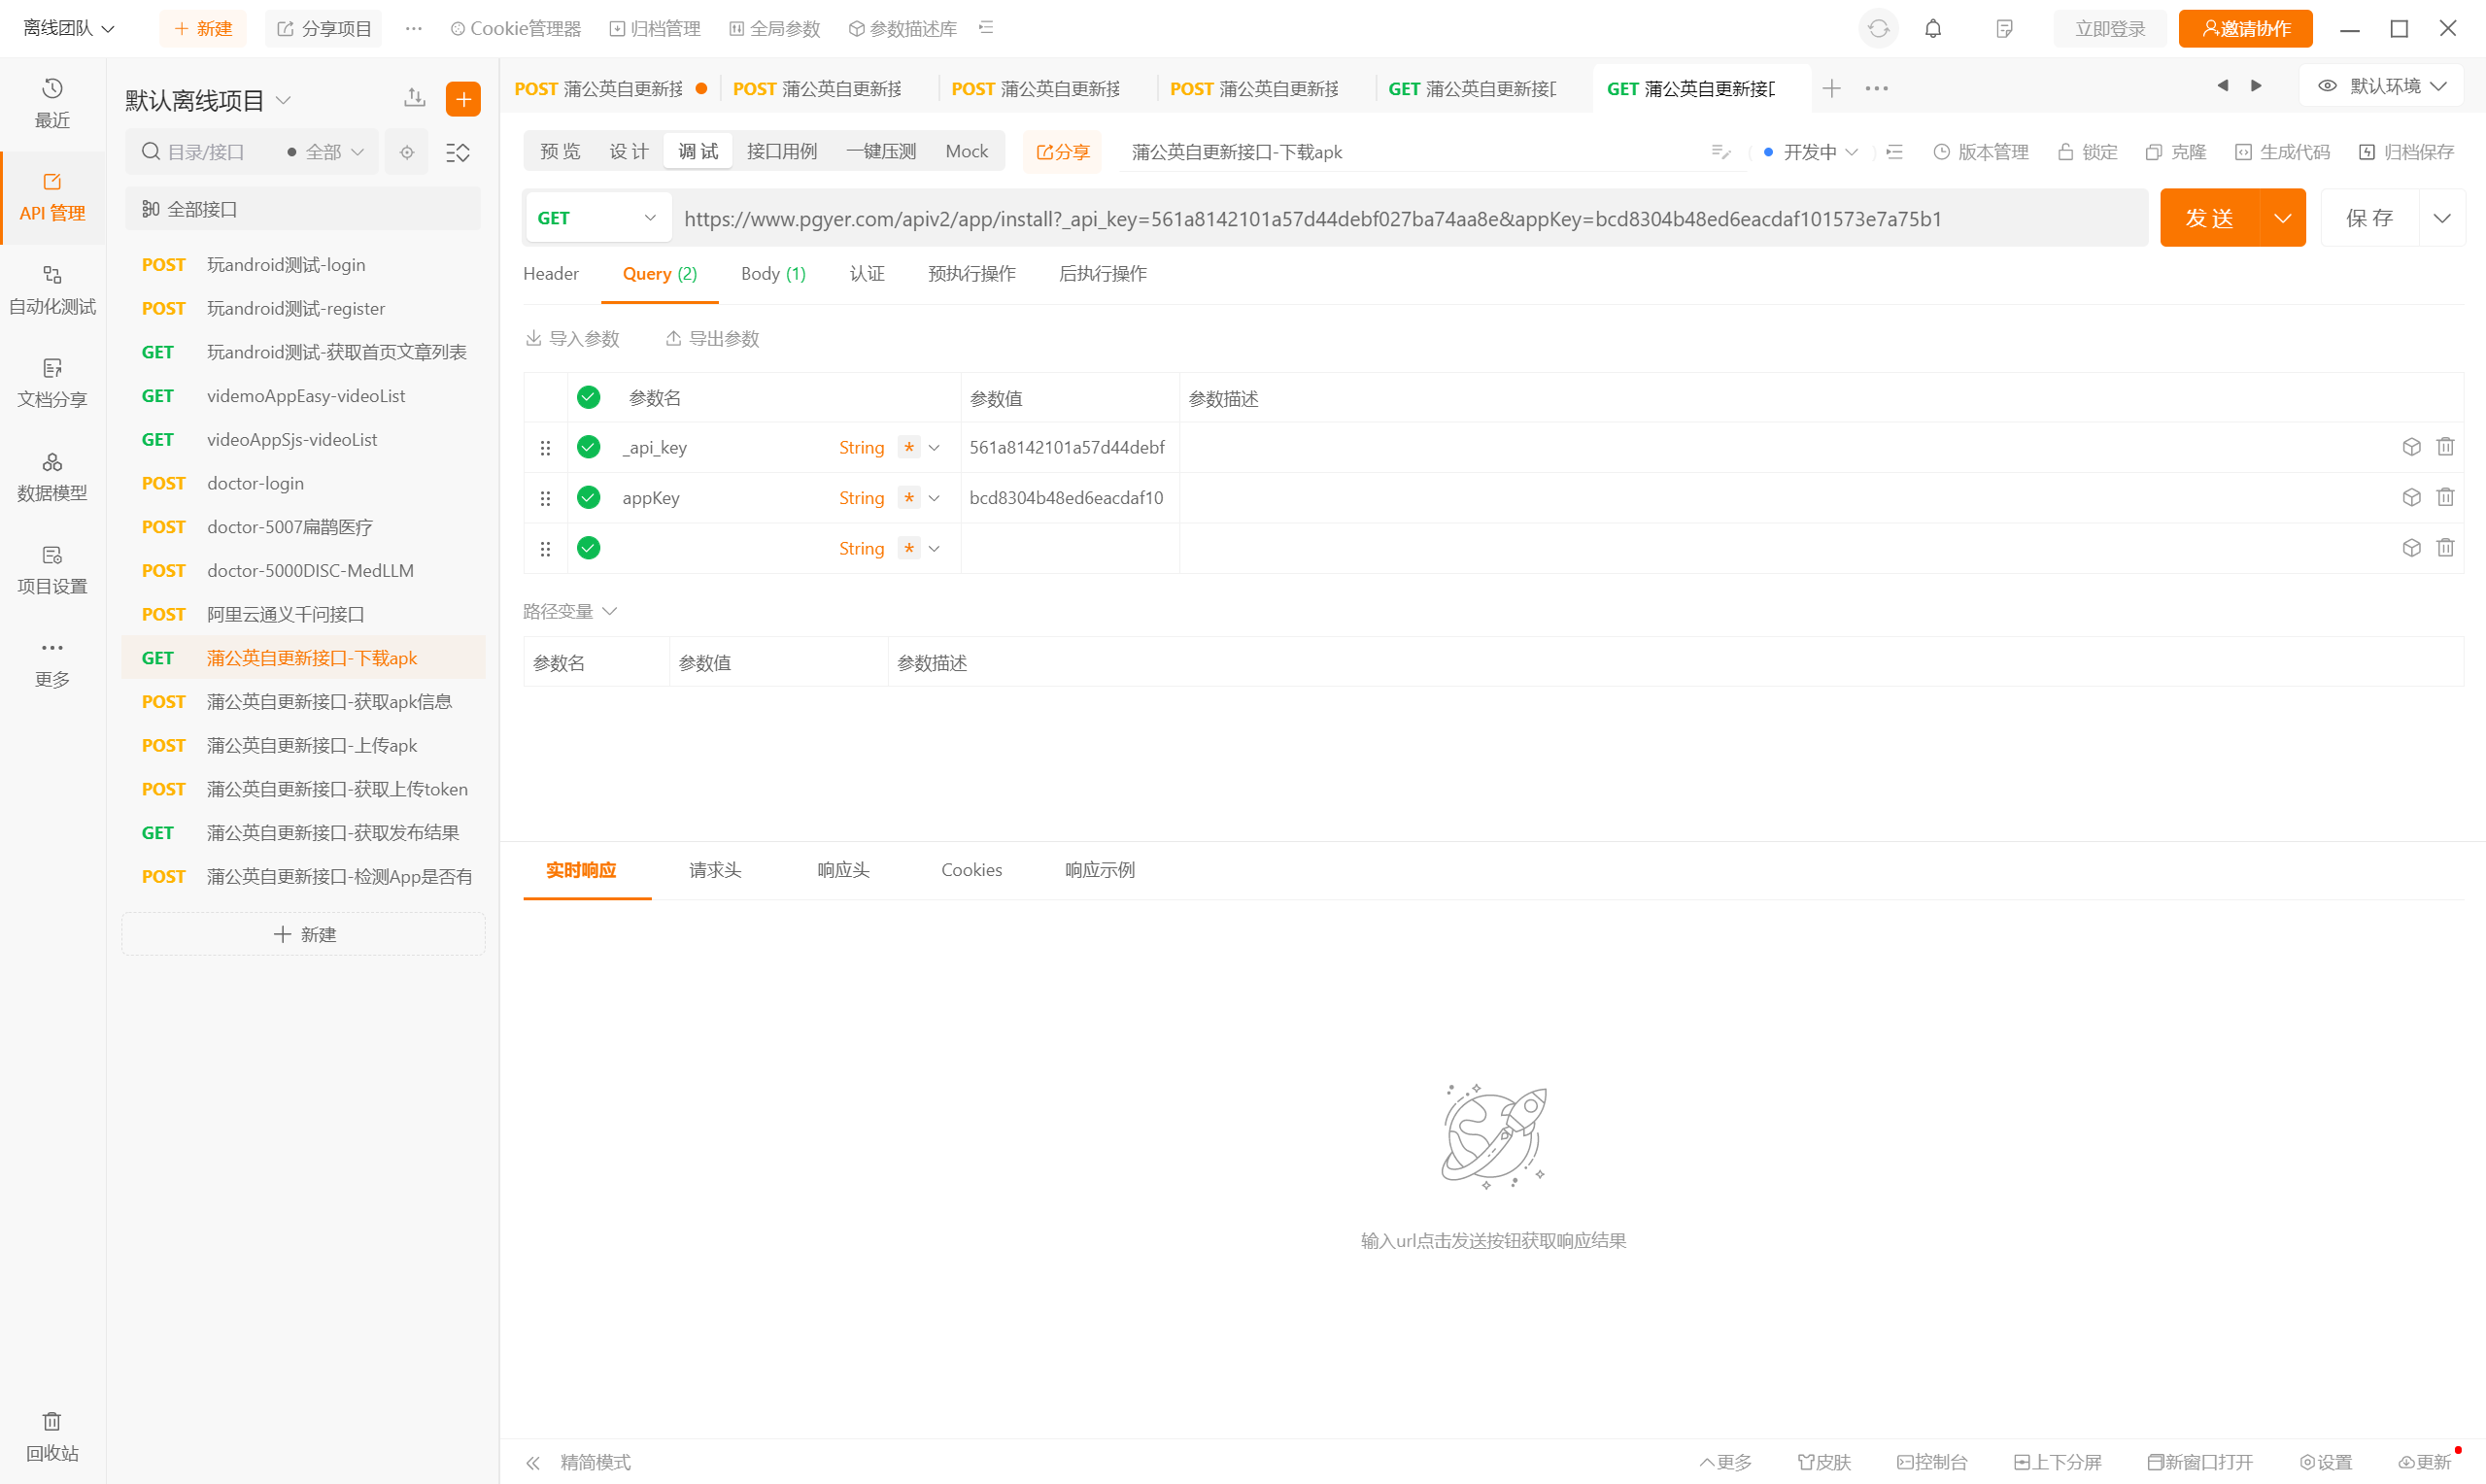 离线团队
新建
分享项目
Cookie管理器
归档管理
全局参数
参数描述库
立即登录
邀请协作
最近
API 管理
自动化测试
文档分享
数据模型
项目设置
更多
回收站
默认离线项目
目录/接口
全部
全部接口
POST 玩android测试-login
POST 玩android测试-register
GET 玩android测试-获取首页文章列表
GET videmoAppEasy-videoList
GET videoAppSjs-videoList
POST doctor-login
POST doctor-5007扁鹊医疗
POST doctor-5000DISC-MedLLM
POST 阿里云通义千问接口
GET 蒲公英自更新接口-下载apk
POST 蒲公英自更新接口-获取apk信息
POST 蒲公英自更新接口-上传apk
POST 蒲公英自更新接口-获取上传token
GET 蒲公英自更新接口-获取发布结果
POST 蒲公英自更新接口-检测App是否有
新建
POST 蒲公英自更新接
POST 蒲公英自更新接
POST 蒲公英自更新接
POST 蒲公英自更新接
GET 蒲公英自更新接口
GET 蒲公英自更新接口
默认环境
预览 设计 调试 接口用例 一键压测 Mock
分享
蒲公英自更新接口-下载apk
开发中
版本管理
锁定
克隆
生成代码
归档保存
GET
https://www.pgyer.com/apiv2/app/install?_api_key=561a8142101a57d44debf027ba74aa8e&appKey=bcd8304b48ed6eacdaf101573e7a75b1
发送
保存
Header Query (2) Body (1) 认证 预执行操作 后执行操作
导入参数 导出参数
参数名 参数值 参数描述
_api_key String * 561a8142101a57d44debf
appKey String * bcd8304b48ed6eacdaf10
String *
路径变量
参数名 参数值 参数描述
实时响应 请求头 响应头 Cookies 响应示例
输入url点击发送按钮获取响应结果
精简模式
更多
皮肤
控制台
上下分屏
新窗口打开
设置
更新